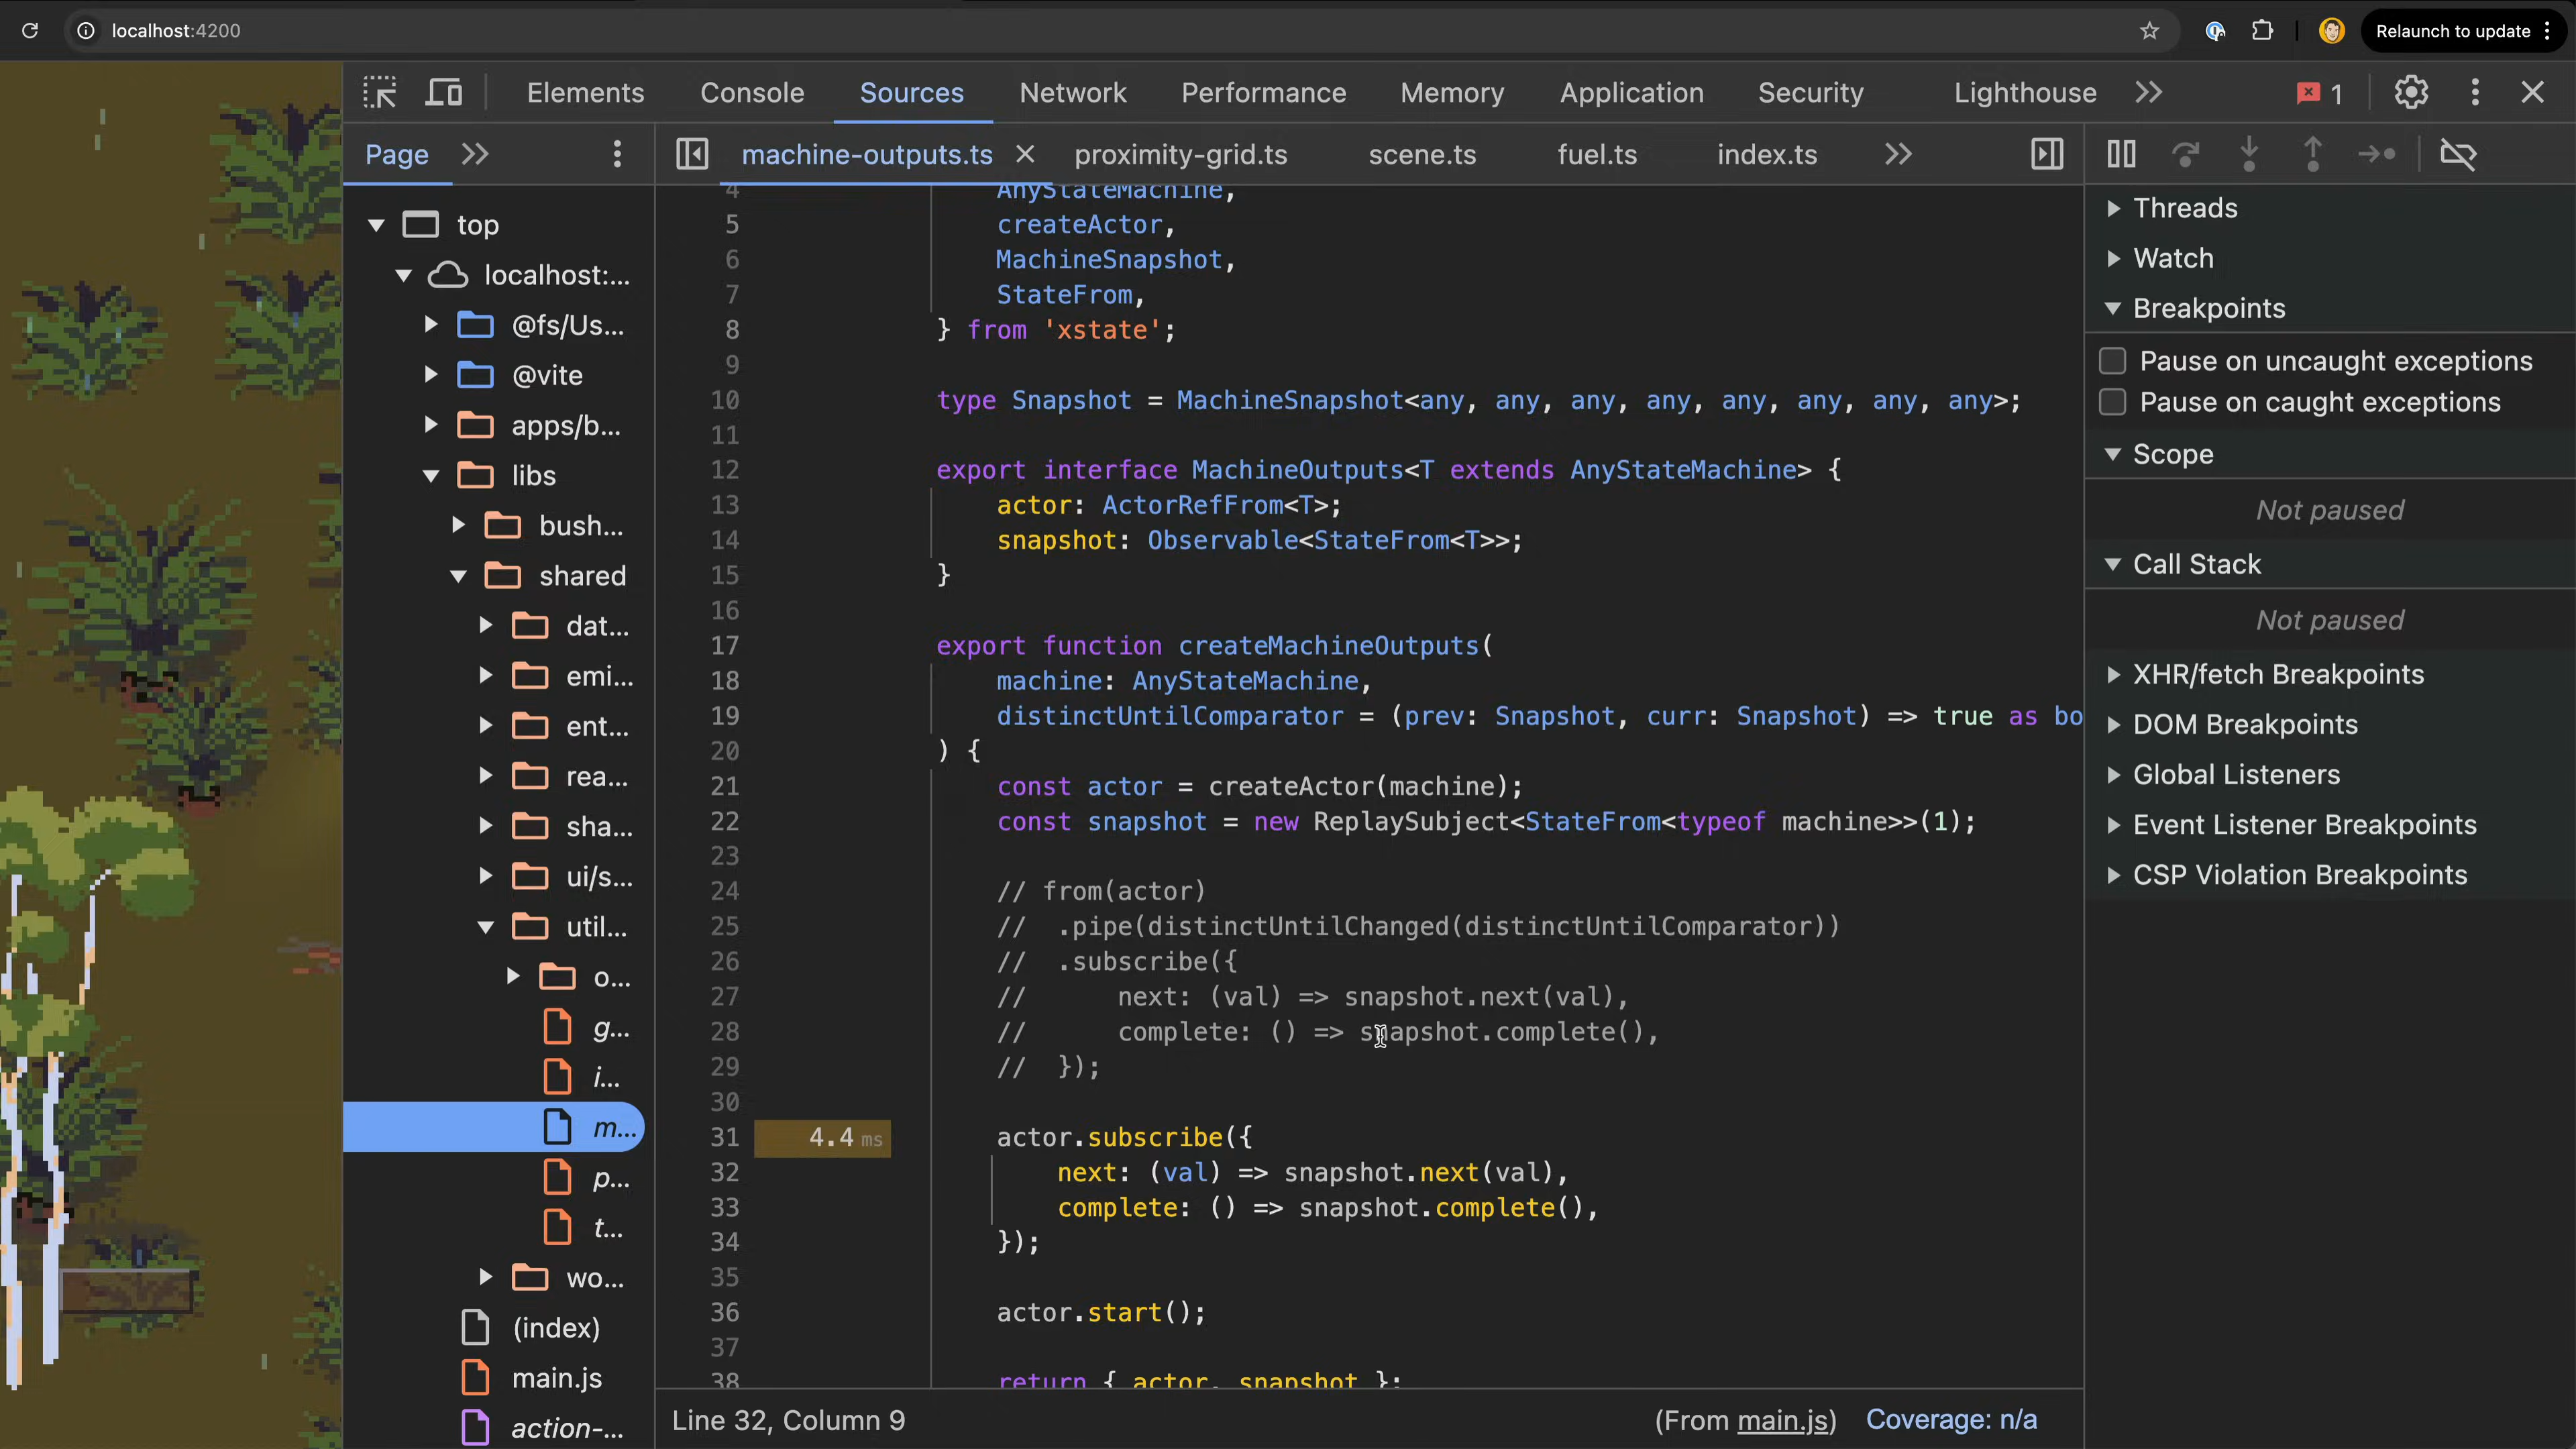 localhost:4200
Relaunch to update
Elements Console Sources Network Performance Memory Application Security Lighthouse 1
Page
machine-outputs.ts proximity-grid.ts scene.ts fuel.ts index.ts
top
localhost:...
@fs/Us...
@vite
apps/b...
libs
bush...
shared
dat...
emi...
ent...
rea...
sha...
ui/s...
util...
o...
g...
i...
m...
p...
t...
wo...
(index)
main.js
action-...
4 AnyStateMachine,
5 createActor,
6 MachineSnapshot,
7 StateFrom,
8 } from 'xstate';
9
10 type Snapshot = MachineSnapshot<any, any, any, any, any, any, any, any>;
11
12 export interface MachineOutputs<T extends AnyStateMachine> {
13 actor: ActorRefFrom<T>;
14 snapshot: Observable<StateFrom<T>>;
15 }
16
17 export function createMachineOutputs(
18 machine: AnyStateMachine,
19 distinctUntilComparator = (prev: Snapshot, curr: Snapshot) => true as bo
20 ) {
21 const actor = createActor(machine);
22 const snapshot = new ReplaySubject<StateFrom<typeof machine>>(1);
23
24 // from(actor)
25 // .pipe(distinctUntilChanged(distinctUntilComparator))
26 // .subscribe({
27 // next: (val) => snapshot.next(val),
28 // complete: () => snapshot.complete(),
29 // });
30
31 4.4 ms actor.subscribe({
32 next: (val) => snapshot.next(val),
33 complete: () => snapshot.complete(),
34 });
35
36 actor.start();
37
38 return { actor, snapshot };
Line 32, Column 9
(From main.js) Coverage: n/a
Threads
Watch
Breakpoints
Pause on uncaught exceptions
Pause on caught exceptions
Scope
Not paused
Call Stack
Not paused
XHR/fetch Breakpoints
DOM Breakpoints
Global Listeners
Event Listener Breakpoints
CSP Violation Breakpoints